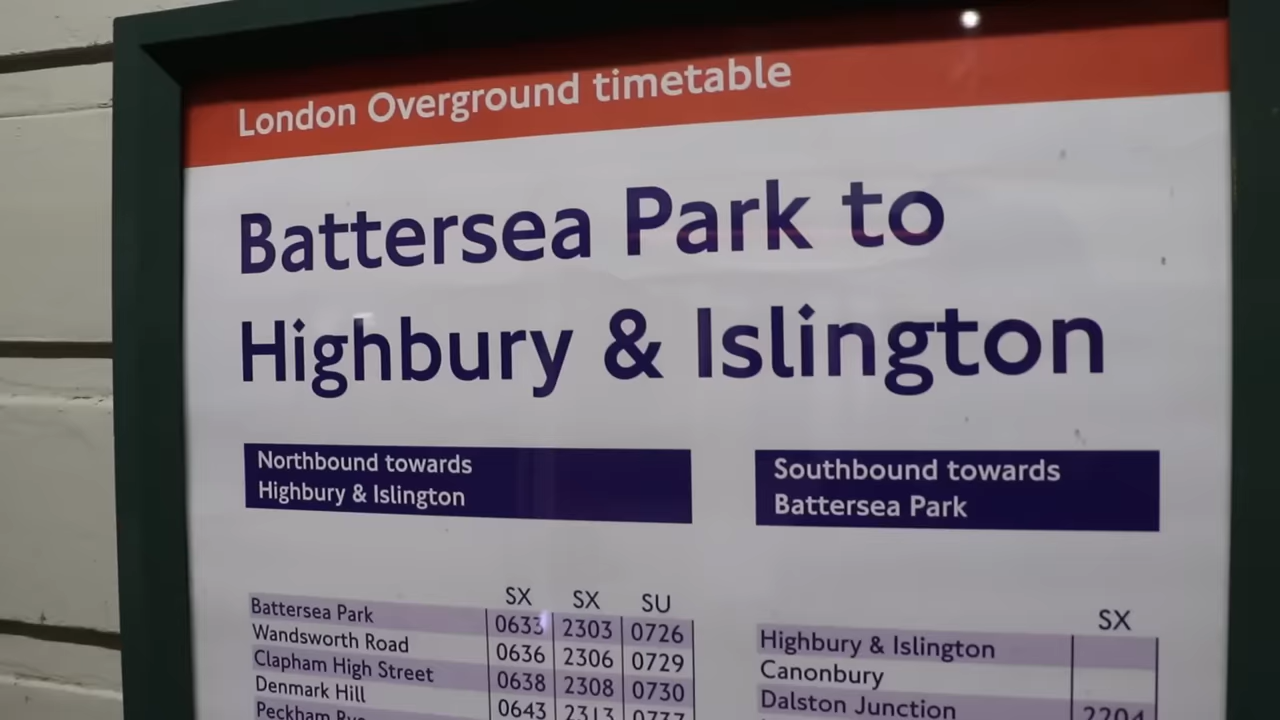 London Overground timetable
Battersea Park to
Highbury & Islington
Northbound towards
Highbury & Islington
Southbound towards
Battersea Park
SX SX SU
Battersea Park 0633 2303 0726
Wandsworth Road 0636 2306 0729
Clapham High Street 0638 2308 0730
Denmark Hill 0643 2313
Peckham
SX
Highbury & Islington
Canonbury
Dalston Junction 2204